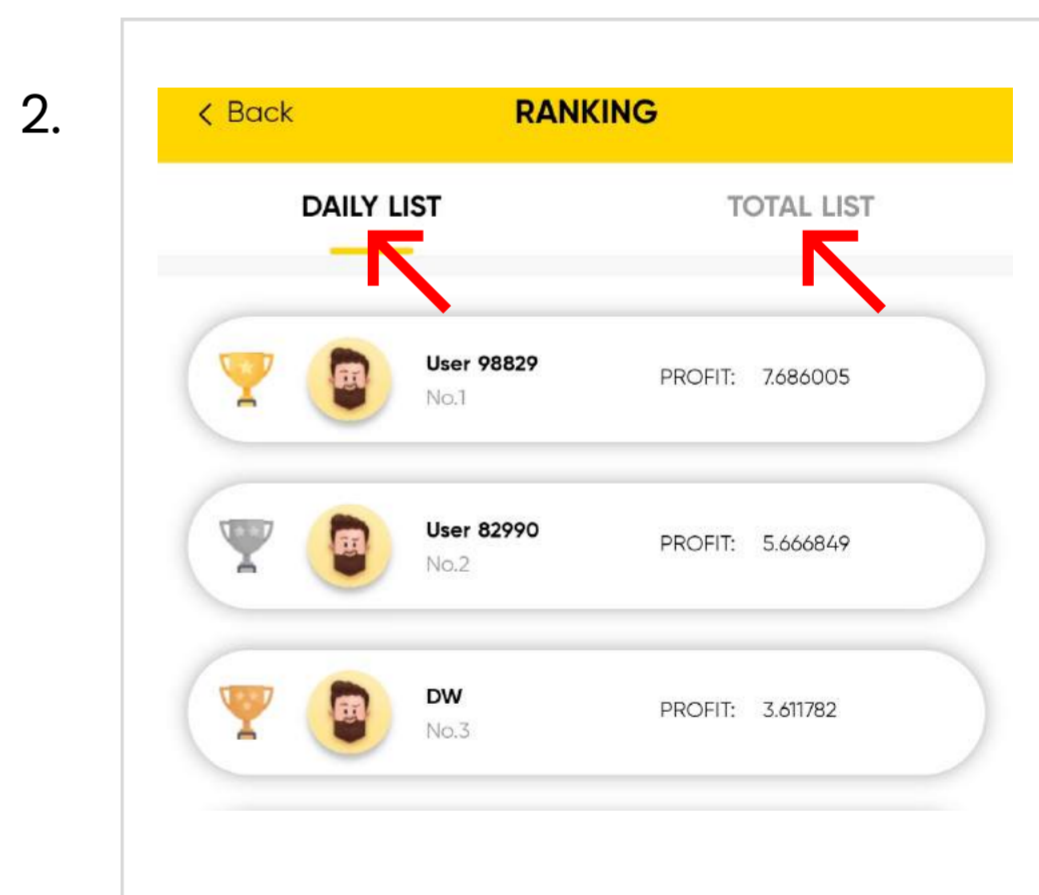 2.
< Back RANKING
DAILY LIST TOTAL LIST
User 98829
No.1
PROFIT: 7.686005
User 82990
No.2
PROFIT: 5.666849
DW
No.3
PROFIT: 3.611782